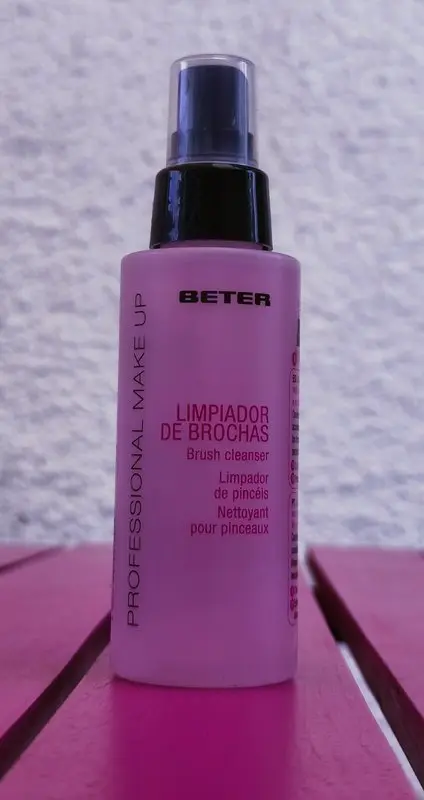 BETER
PROFESSIONAL MAKE UP
LIMPIADOR
DE BROCHAS
Brush cleanser
Limpador
de pincéis
Nettoyant
pour pinceaux